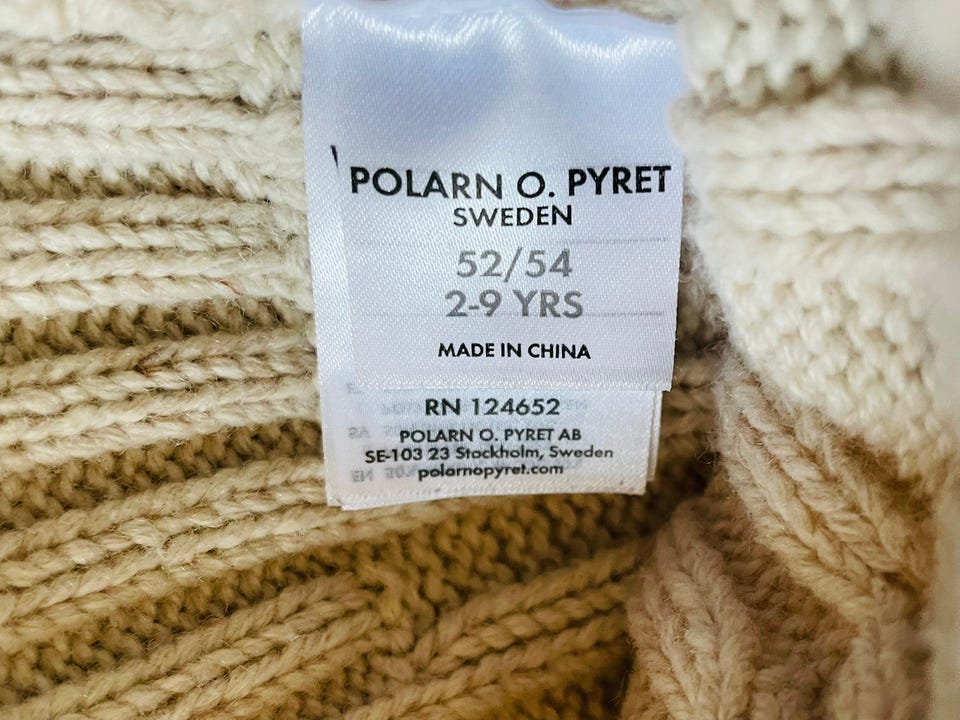 POLARN O. PYRET
SWEDEN
52/54
2-9 YRS
MADE IN CHINA
RN 124652
POLARN O. PYRET AB
SE-103 23 Stockholm, Sweden
polarnopyret.com